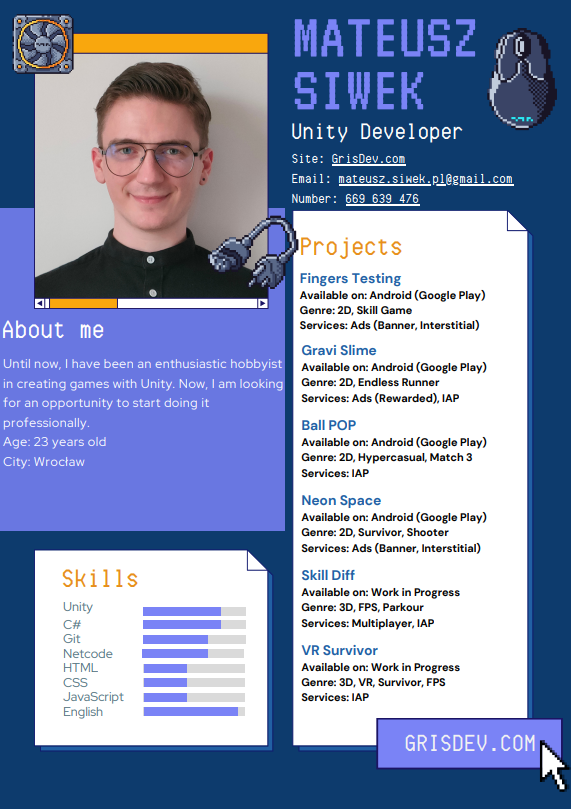 MATEUSZ
SIWEK
Unity Developer
Site: GrisDev.com
Email: mateusz.siwek.pl@gmail.com
Number: 669 639 476
About me
Until now, I have been an enthusiastic hobbyist
in creating games with Unity. Now, I am looking
for an opportunity to start doing it
professionally.
Age: 23 years old
City: Wrocław
Skills
Unity
C#
Git
Netcode
HTML
CSS
JavaScript
English
Projects
Fingers Testing
Available on: Android (Google Play)
Genre: 2D, Skill Game
Services: Ads (Banner, Interstitial)
Gravi Slime
Available on: Android (Google Play)
Genre: 2D, Endless Runner
Services: Ads (Rewarded), IAP
Ball POP
Available on: Android (Google Play)
Genre: 2D, Hypercasual, Match 3
Services: IAP
Neon Space
Available on: Android (Google Play)
Genre: 2D, Survivor, Shooter
Services: Ads (Banner, Interstitial)
Skill Diff
Available on: Work in Progress
Genre: 3D, FPS, Parkour
Services: Multiplayer, IAP
VR Survivor
Available on: Work in Progress
Genre: 3D, VR, Survivor, FPS
Services: IAP
GRISDEV.COM